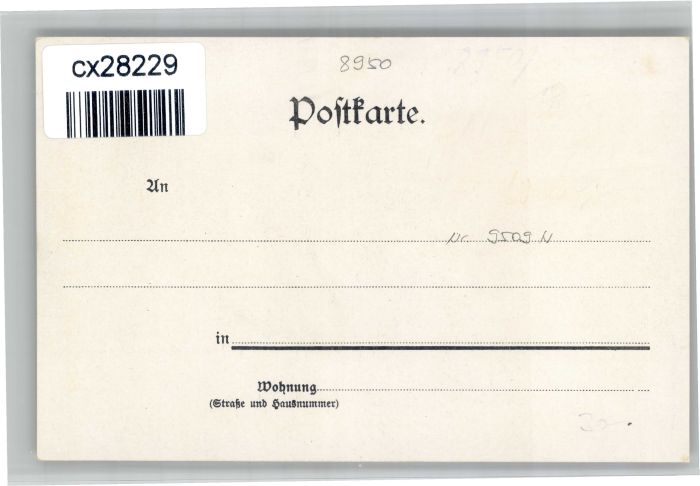 cx28229
8950
Postkarte.
An
Nr. 9509 N
in
Wohnung
(Straße und Hausnummer)